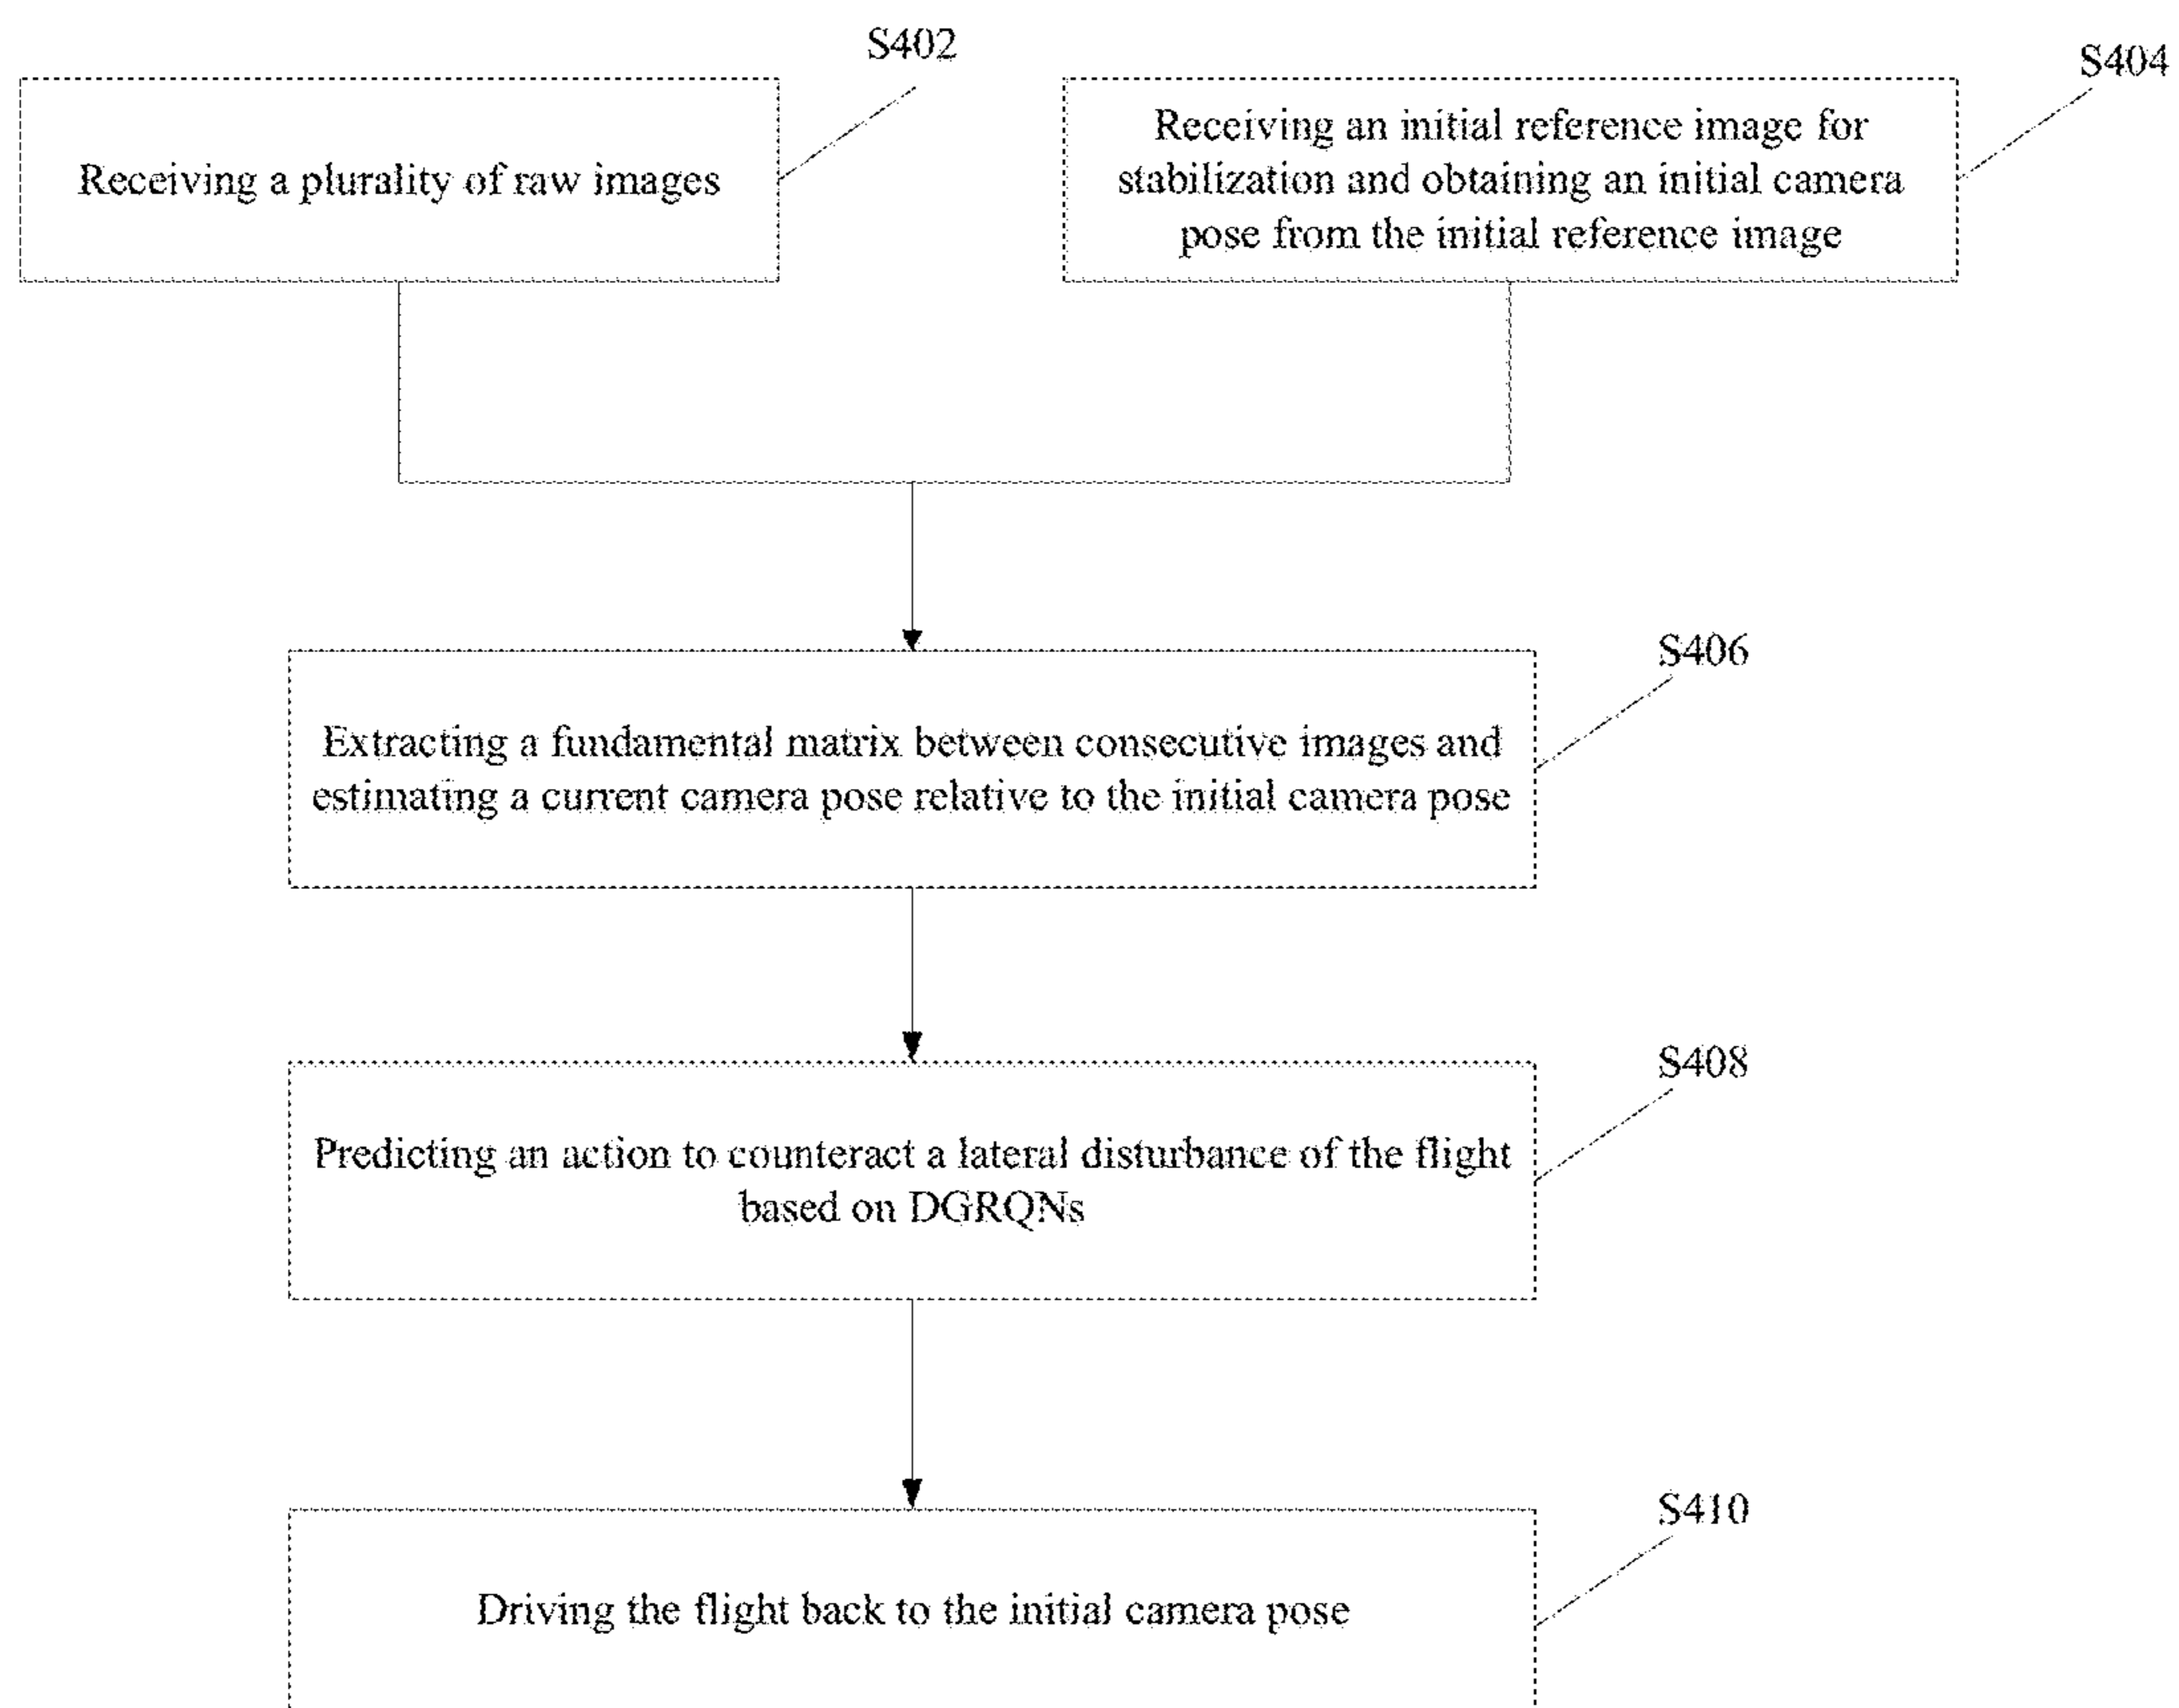 S402
S404
Receiving a plurality of raw images
Receiving an initial reference image for
stabilization and obtaining an initial camera
pose from the initial reference image
S406
Extracting a fundamental matrix between consecutive images and
estimating a current camera pose relative to the initial camera pose
S408
Predicting an action to counteract a lateral disturbance of the flight
based on DGRQNs
S410
Driving the flight back to the initial camera pose